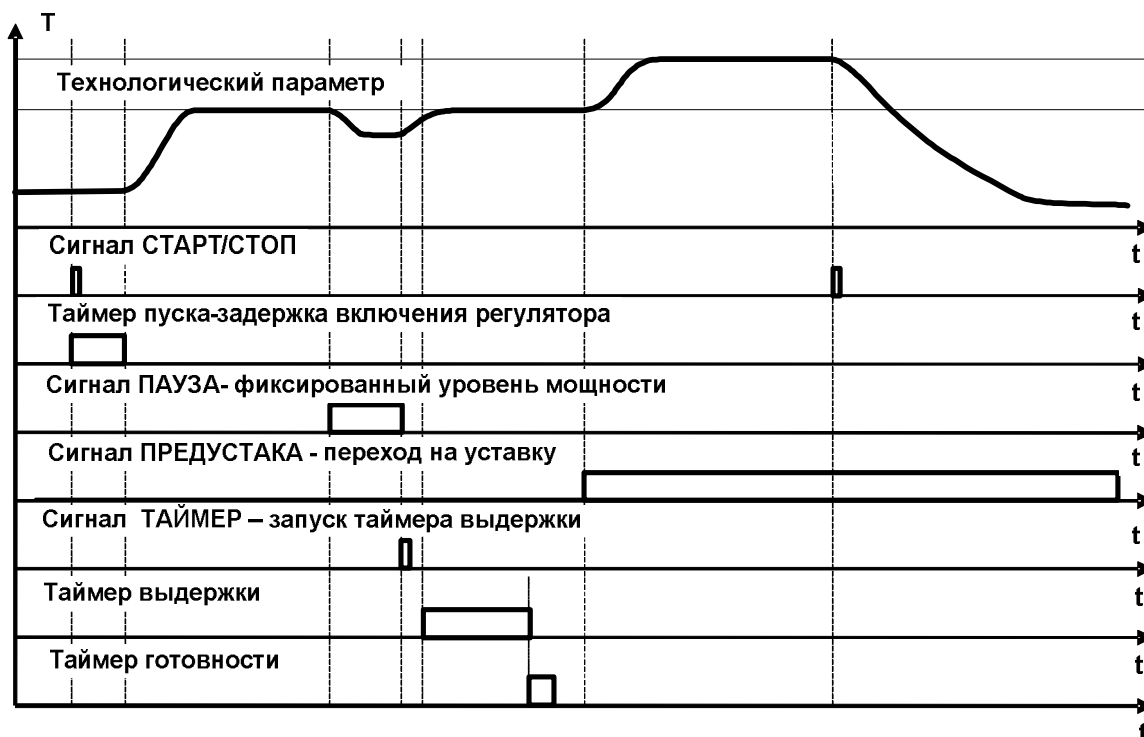 T
Технологический параметр
Сигнал СТАРТ/СТОП
t
Таймер пуска-задержка включения регулятора
t
Сигнал ПАУЗА- фиксированный уровень мощности
t
Сигнал ПРЕДУСТАКА - переход на уставку
t
Сигнал ТАЙМЕР – запуск таймера выдержки
t
Таймер выдержки
t
Таймер готовности
t
t